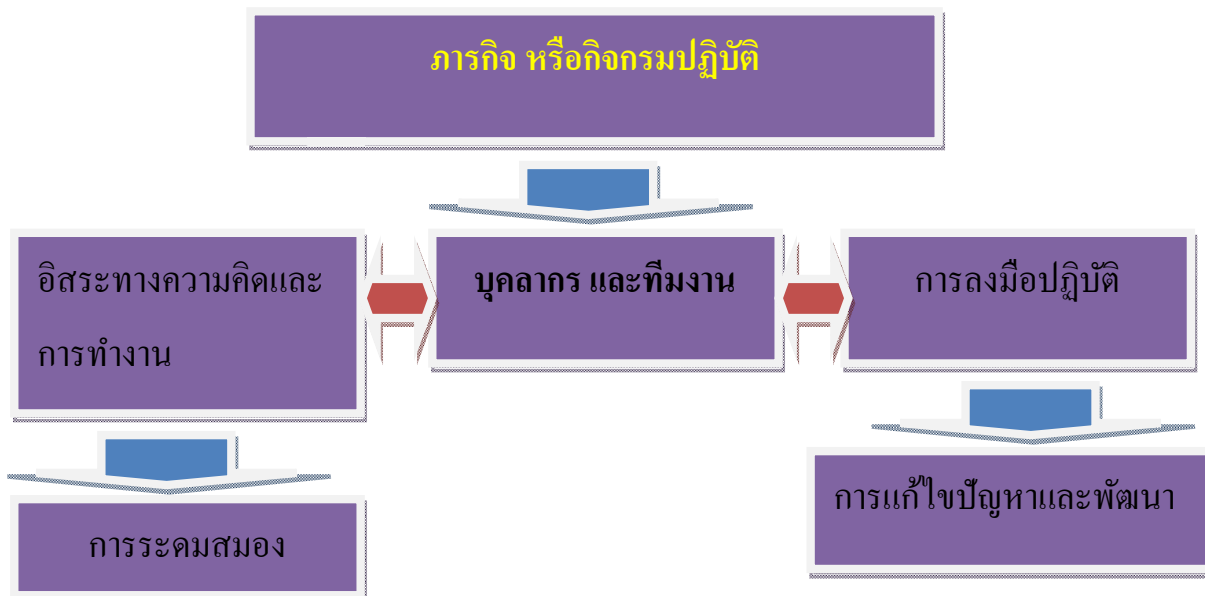 ภารกิจ หรือกิจกรมปฏิบัติ
อิสระทางความคิดและ
การทำงาน
บุคลากร และทีมงาน
การลงมือปฏิบัติ
การระดมสมอง
การแก้ไขปัญหาและพัฒนา